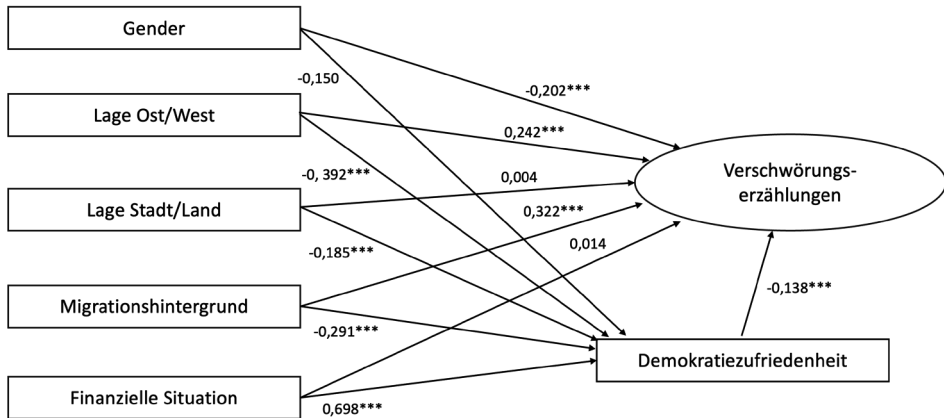 Gender
-0,150
-0,202***
Lage Ost/West
0,242***
-0, 392***
0,004
Verschwörungs-
erzählungen
Lage Stadt/Land
0,322***
-0,185***
0,014
Migrationshintergrund
-0,138***
-0,291***
Demokratiezufriedenheit
Finanzielle Situation
0,698***